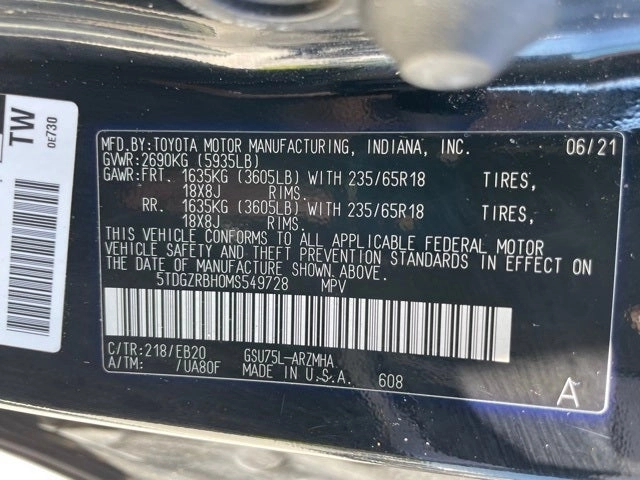 TW
0E730
MFD.BY:TOYOTA MOTOR MANUFACTURING, INDIANA, INC. 06/21
GVWR:2690KG (5935LB)
GAWR:FRT. 1635KG (3605LB) WITH 235/65R18 TIRES,
18X8J RIMS.
RR. 1635KG (3605LB) WITH 235/65R18 TIRES,
18X8J RIMS.
THIS VEHICLE CONFORMS TO ALL APPLICABLE FEDERAL MOTOR
VEHICLE SAFETY AND THEFT PREVENTION STANDARDS IN EFFECT ON
THE DATE OF MANUFACTURE SHOWN ABOVE.
5TDGZRBH0MS549728 MPV
C/TR:218/EB20 GSU75L-ARZMHA
A/TM: /UA80F MADE IN U.S.A. 608
A